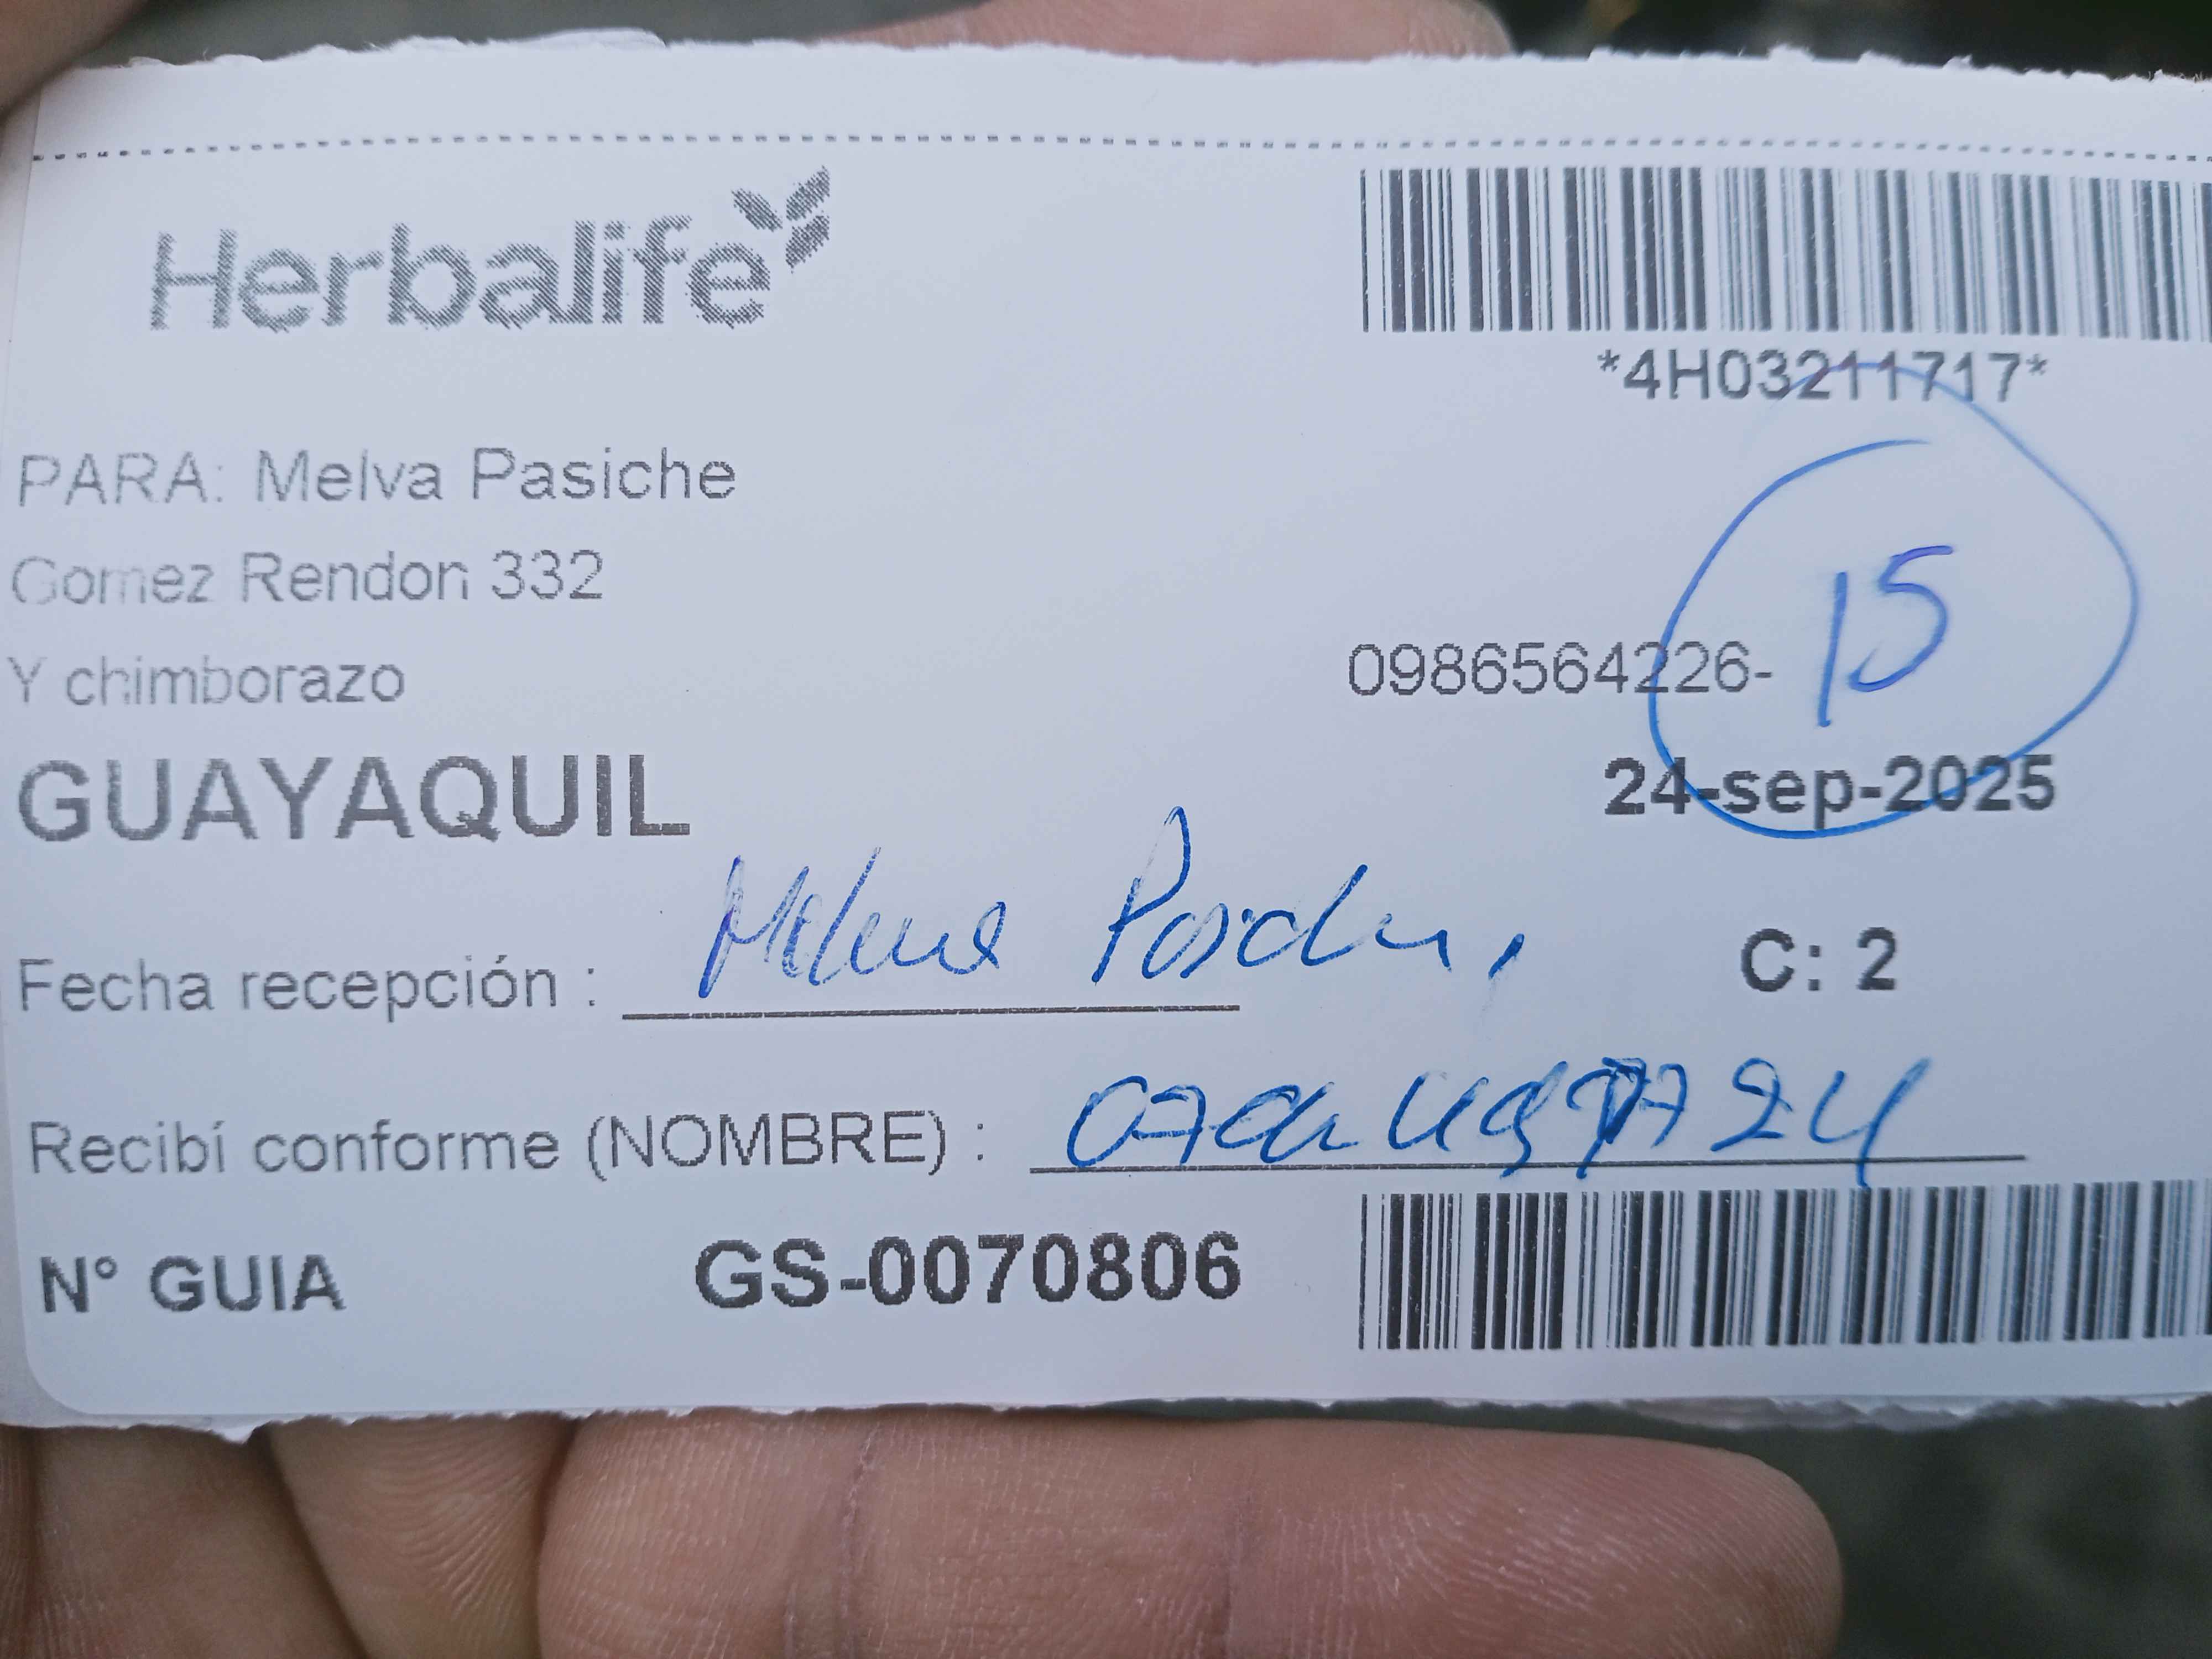 Herbalife
*4H03211717*
PARA: Melva Pasiche
Gomez Rendon 332
Y chimborazo
0986564226-
15
GUAYAQUIL
24-sep-2025
Fecha recepción :
C: 2
Recibí conforme (NOMBRE) :
N° GUIA GS-0070806